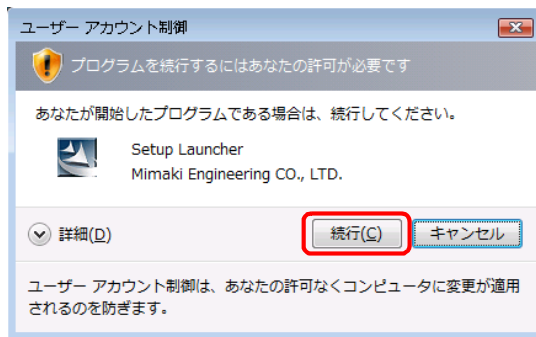 ユーザー アカウント制御
プログラムを続行するにはあなたの許可が必要です
あなたが開始したプログラムである場合は、続行してください。
Setup Launcher
Mimaki Engineering CO., LTD.
詳細(D)
続行(C)
キャンセル
ユーザー アカウント制御は、あなたの許可なくコンピュータに変更が適用
されるのを防ぎます。